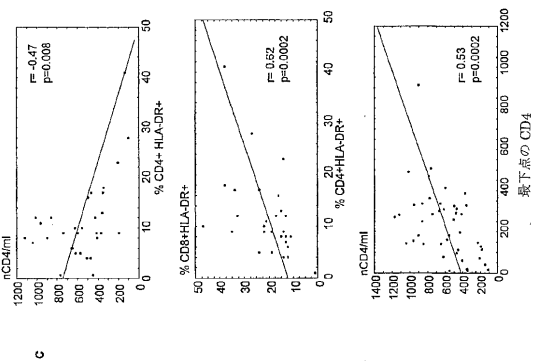 C
nCD4/ml
1200
1000
800
600
400
200
0
r= -0.47
p=0.008
0 10 20 30 40 50
% CD4+ HLA-DR+
% CD8+HLA-DR+
50
40
30
20
10
0
r= 0.62
p=0.0002
0 10 20 30 40 50
% CD4+HLA-DR+
nCD4/ml
1400
1200
1000
800
600
400
200
0
r= 0.53
p=0.0002
0 200 400 600 800 1000 1200
最下点の CD4